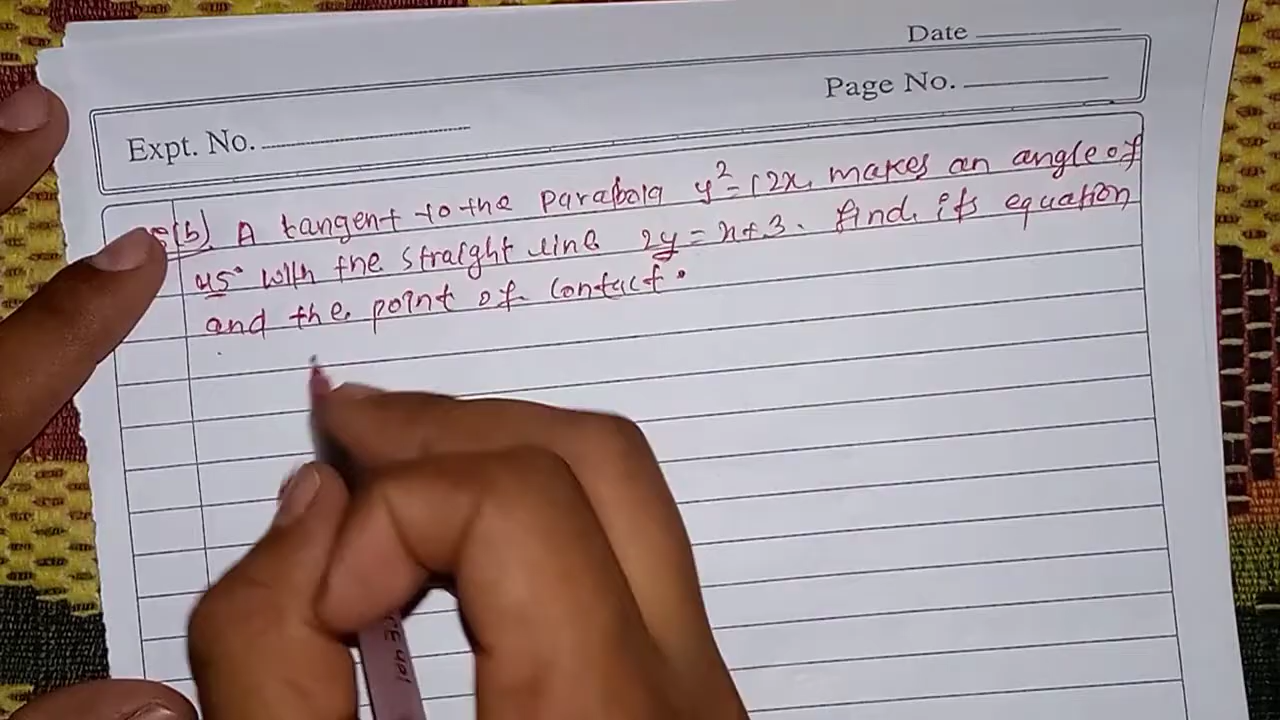 Date
Page No.
Expt. No.
5(b). A tangent to the parabola y²=12x, makes an angle of
45° with the straight line 2y = x+3. find its equation
and the point of contact.